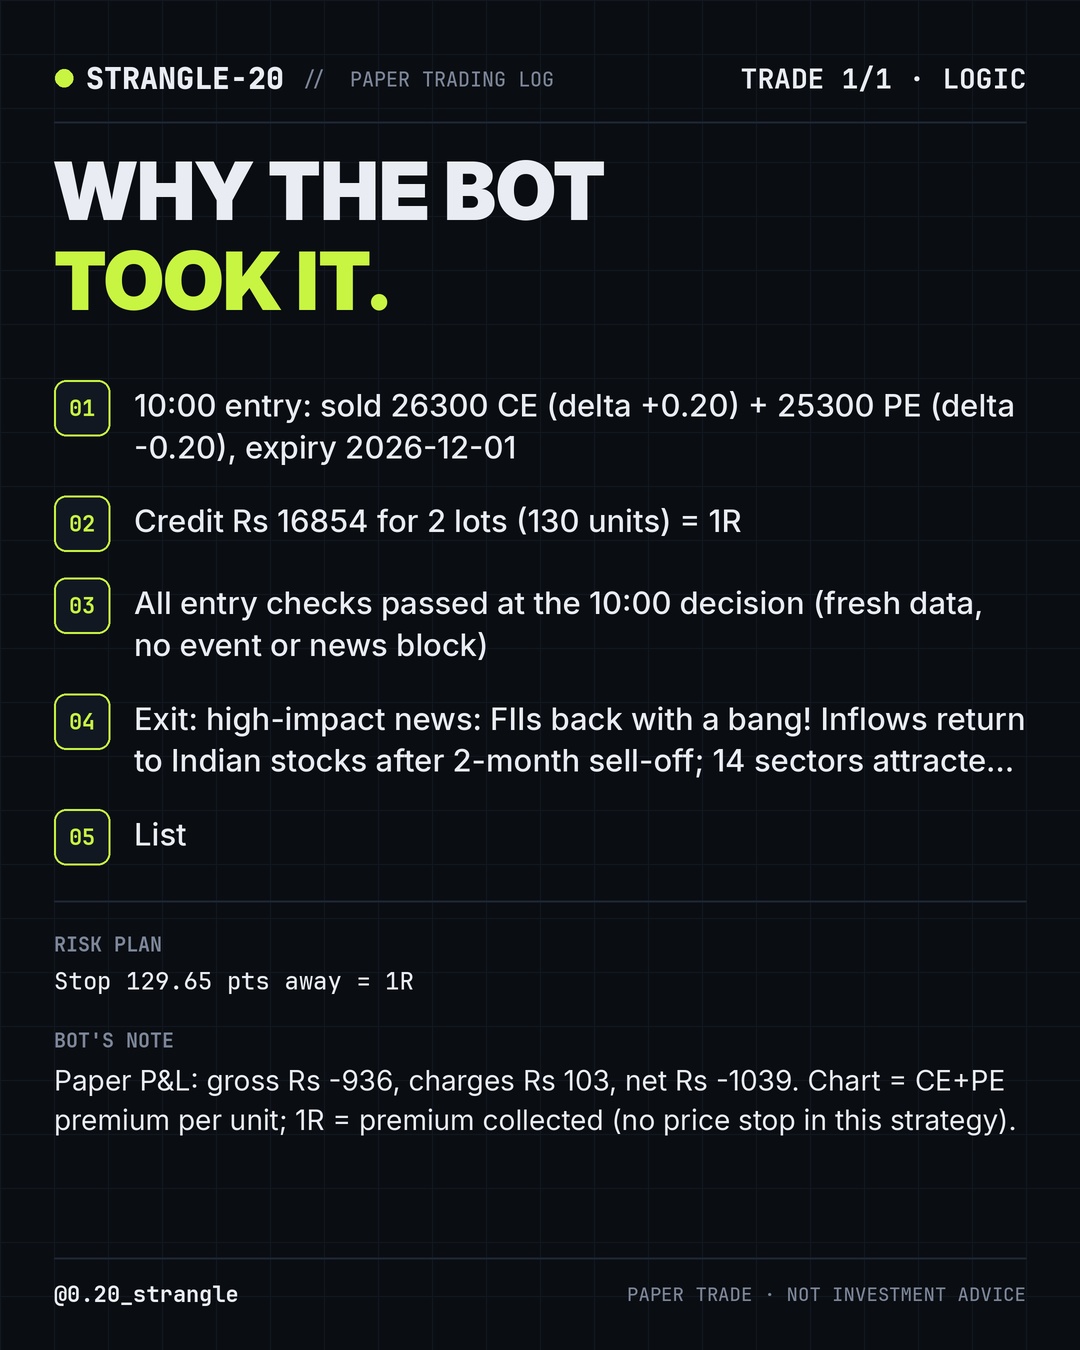 STRANGLE-20 // PAPER TRADING LOG
TRADE 1/1 · LOGIC
WHY THE BOT
TOOK IT.
01 10:00 entry: sold 26300 CE (delta +0.20) + 25300 PE (delta
-0.20), expiry 2026-12-01
02 Credit Rs 16854 for 2 lots (130 units) = 1R
03 All entry checks passed at the 10:00 decision (fresh data,
no event or news block)
04 Exit: high-impact news: FIIs back with a bang! Inflows return
to Indian stocks after 2-month sell-off; 14 sectors attracte...
05 List
RISK PLAN
Stop 129.65 pts away = 1R
BOT'S NOTE
Paper P&L: gross Rs -936, charges Rs 103, net Rs -1039. Chart = CE+PE
premium per unit; 1R = premium collected (no price stop in this strategy).
@0.20_strangle
PAPER TRADE · NOT INVESTMENT ADVICE